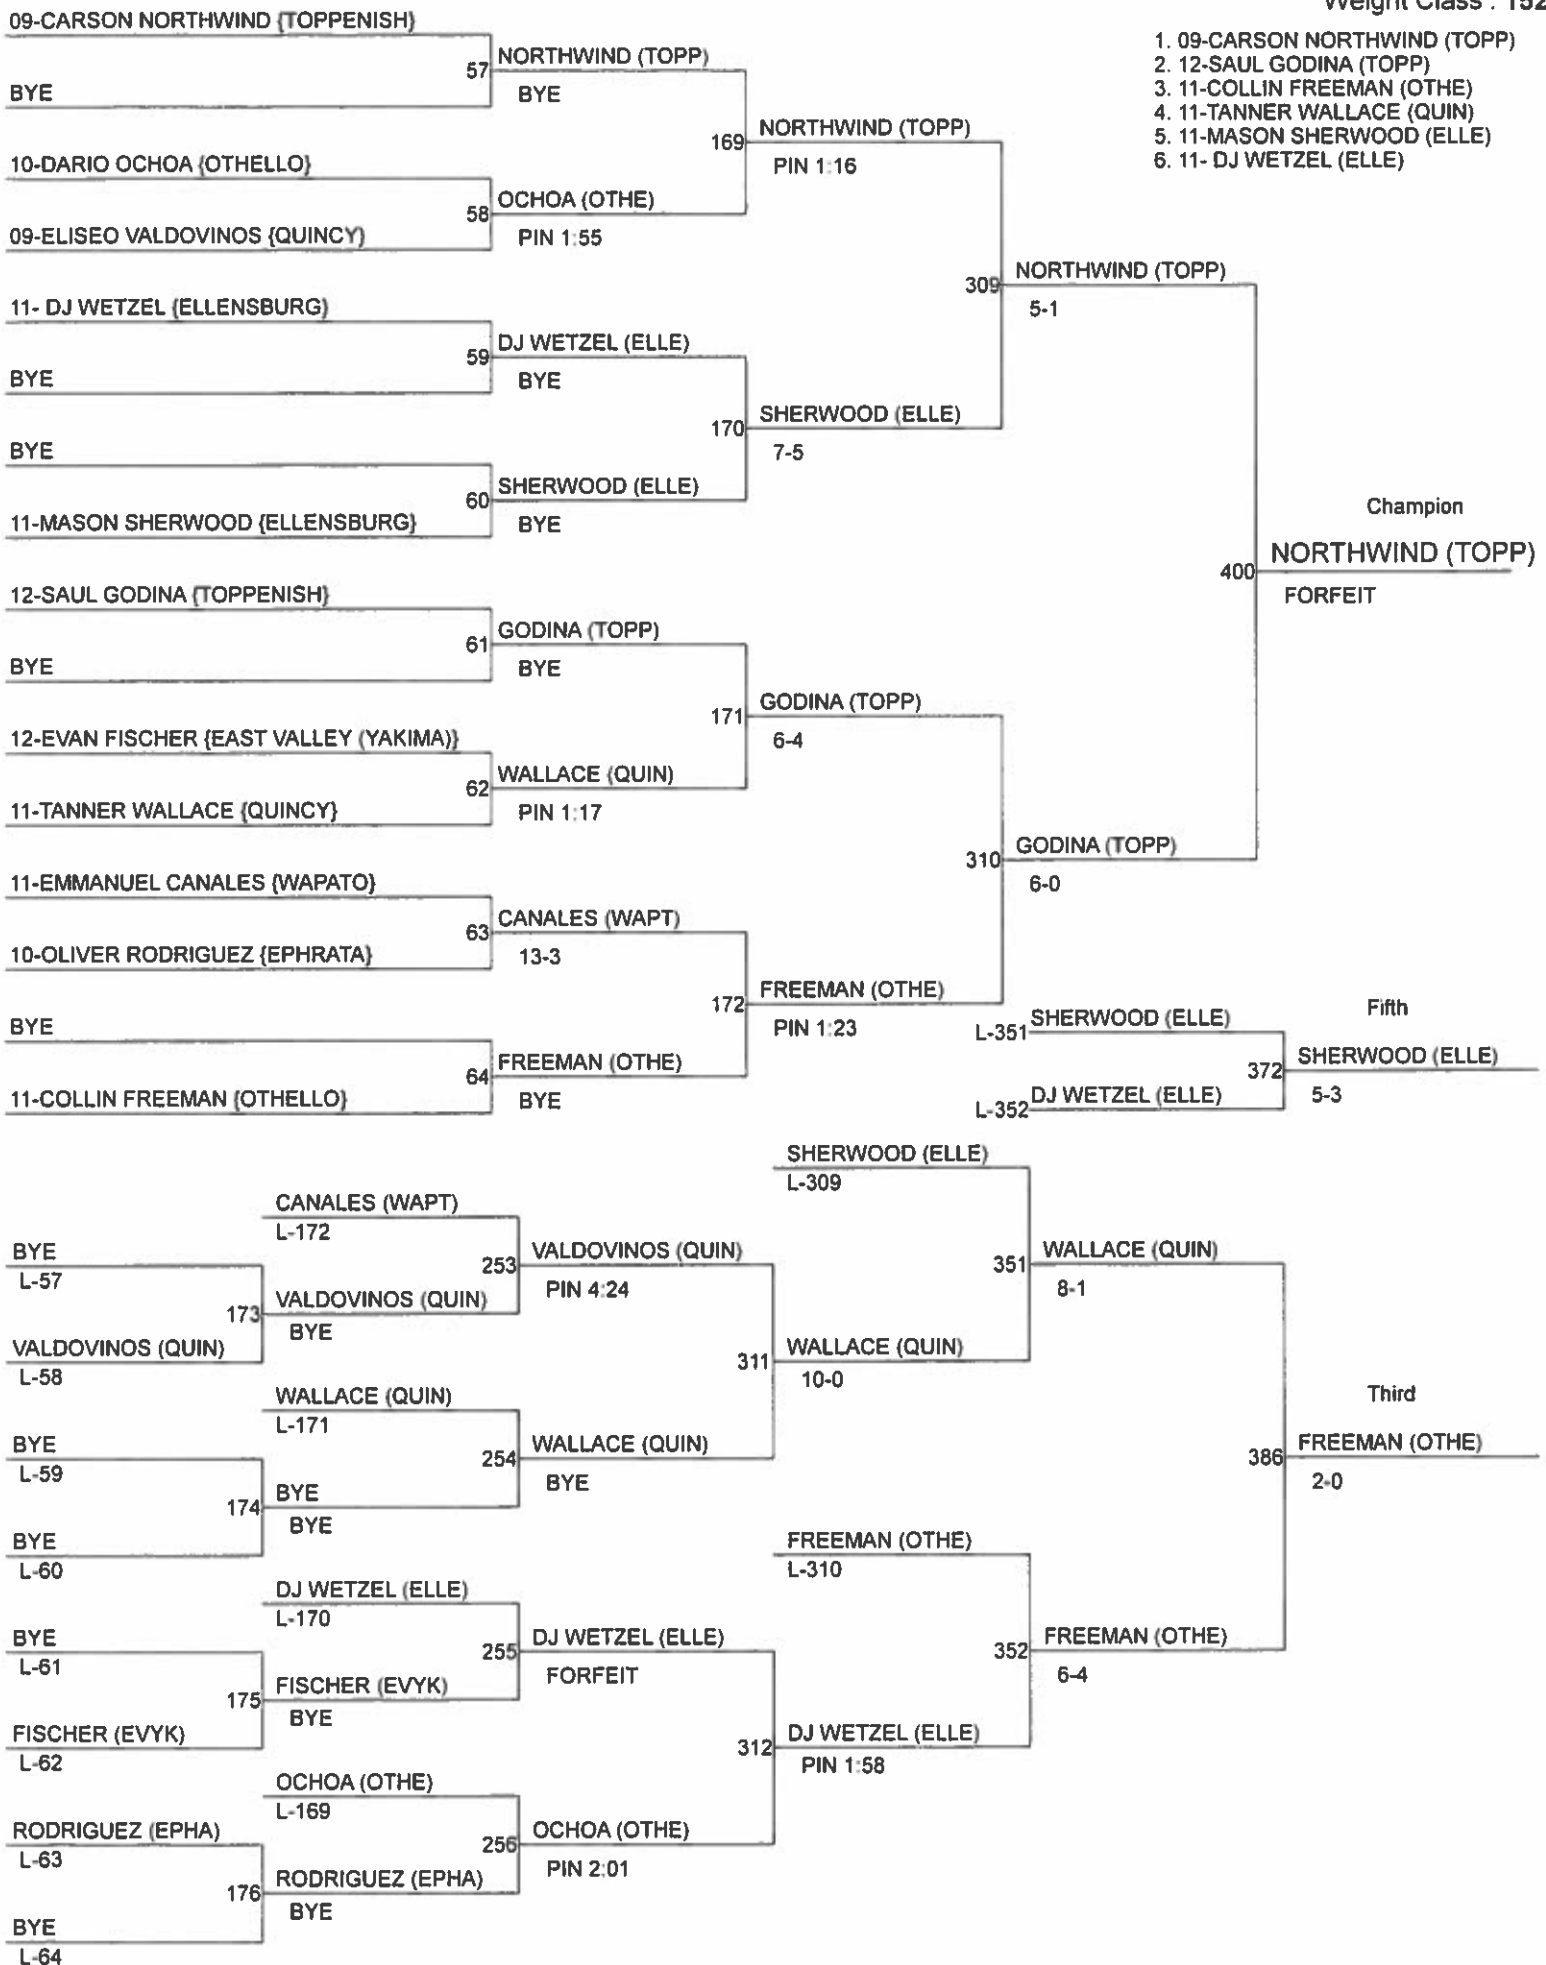 Weight Class : 152
1. 09-CARSON NORTHWIND (TOPP)
2. 12-SAUL GODINA (TOPP)
3. 11-COLLIN FREEMAN (OTHE)
4. 11-TANNER WALLACE (QUIN)
5. 11-MASON SHERWOOD (ELLE)
6. 11- DJ WETZEL (ELLE)
09-CARSON NORTHWIND {TOPPENISH}
57 NORTHWIND (TOPP)
BYE
BYE
169 NORTHWIND (TOPP)
PIN 1:16
10-DARIO OCHOA {OTHELLO}
58 OCHOA (OTHE)
PIN 1:55
09-ELISEO VALDOVINOS {QUINCY}
309 NORTHWIND (TOPP)
5-1
11- DJ WETZEL {ELLENSBURG}
59 DJ WETZEL (ELLE)
BYE
BYE
170 SHERWOOD (ELLE)
7-5
BYE
60 SHERWOOD (ELLE)
BYE
11-MASON SHERWOOD {ELLENSBURG}
Champion
400 NORTHWIND (TOPP)
FORFEIT
12-SAUL GODINA {TOPPENISH}
61 GODINA (TOPP)
BYE
BYE
171 GODINA (TOPP)
6-4
12-EVAN FISCHER {EAST VALLEY (YAKIMA)}
62 WALLACE (QUIN)
PIN 1:17
11-TANNER WALLACE {QUINCY}
310 GODINA (TOPP)
6-0
11-EMMANUEL CANALES {WAPATO}
63 CANALES (WAPT)
13-3
10-OLIVER RODRIGUEZ {EPHRATA}
172 FREEMAN (OTHE)
PIN 1:23
BYE
64 FREEMAN (OTHE)
BYE
11-COLLIN FREEMAN {OTHELLO}
Fifth
L-351 SHERWOOD (ELLE)
372 SHERWOOD (ELLE)
5-3
L-352 DJ WETZEL (ELLE)
SHERWOOD (ELLE)
L-309
CANALES (WAPT)
L-172
BYE
L-57
253 VALDOVINOS (QUIN)
PIN 4:24
351 WALLACE (QUIN)
8-1
173 VALDOVINOS (QUIN)
BYE
VALDOVINOS (QUIN)
L-58
311 WALLACE (QUIN)
10-0
WALLACE (QUIN)
L-171
BYE
L-59
254 WALLACE (QUIN)
BYE
174 BYE
BYE
BYE
L-60
Third
386 FREEMAN (OTHE)
2-0
FREEMAN (OTHE)
L-310
DJ WETZEL (ELLE)
L-170
BYE
L-61
255 DJ WETZEL (ELLE)
FORFEIT
352 FREEMAN (OTHE)
6-4
175 FISCHER (EVYK)
BYE
FISCHER (EVYK)
L-62
312 DJ WETZEL (ELLE)
PIN 1:58
OCHOA (OTHE)
L-169
RODRIGUEZ (EPHA)
L-63
256 OCHOA (OTHE)
PIN 2:01
176 RODRIGUEZ (EPHA)
BYE
BYE
L-64